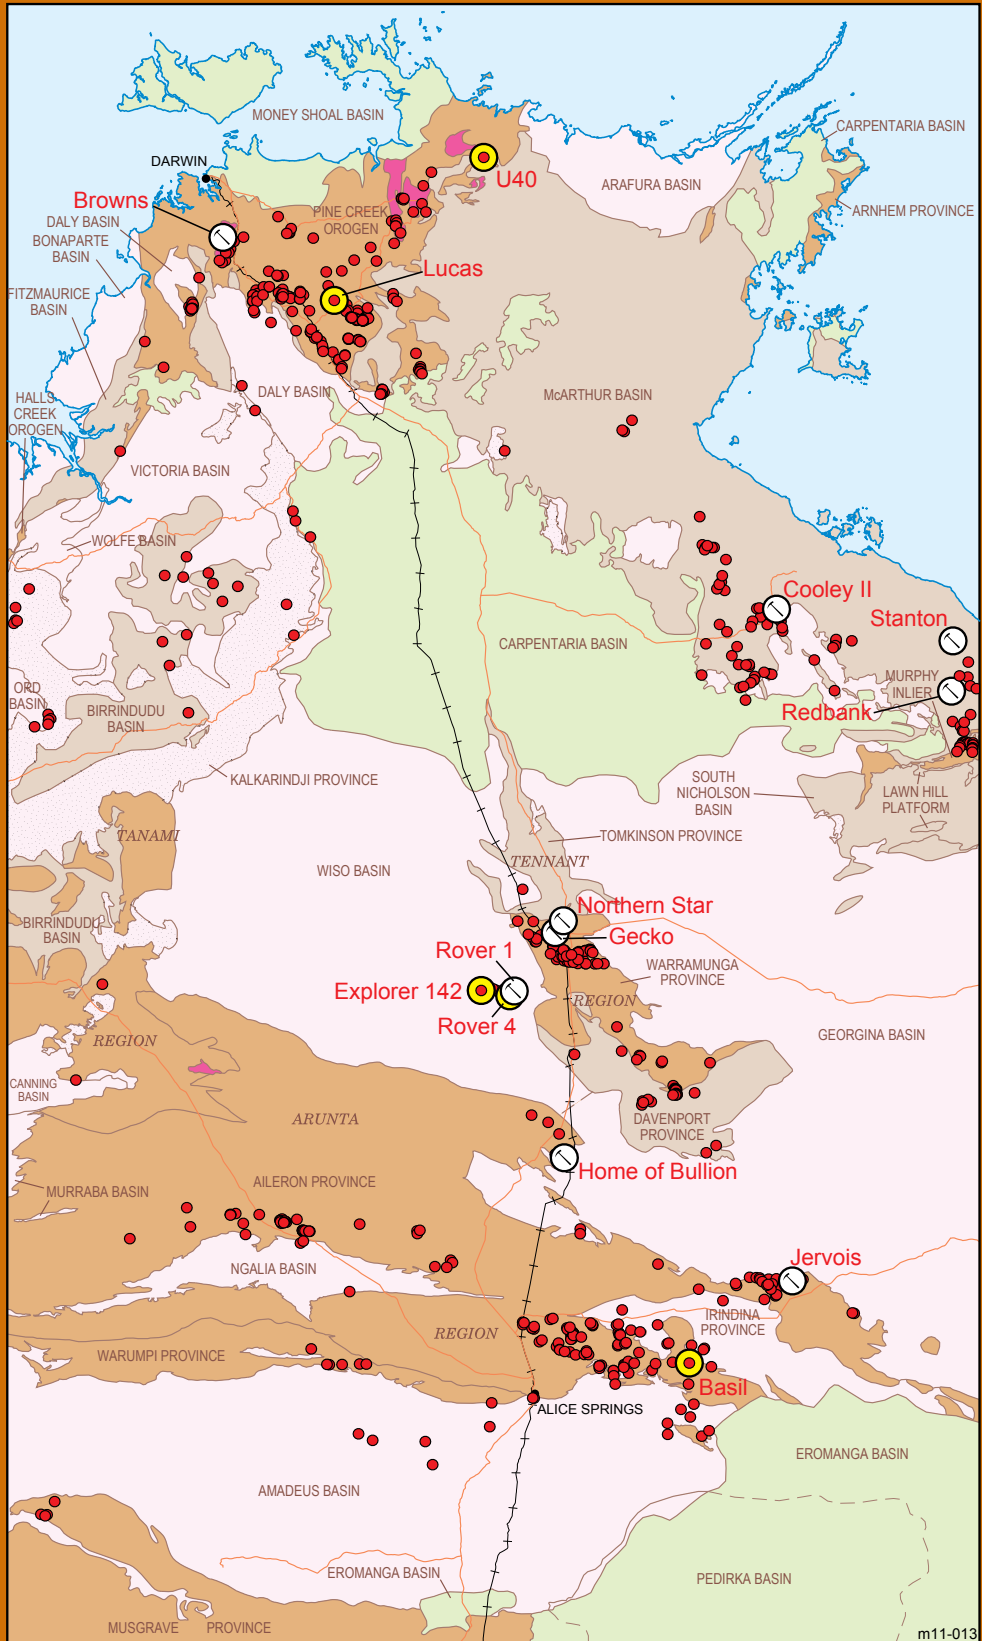 MONEY SHOAL BASIN
CARPENTARIA BASIN
DARWIN
U40
ARAFURA BASIN
Browns
PINE CREEK
OROGEN
ARNHEM PROVINCE
DALY BASIN
BONAPARTE
BASIN
Lucas
FITZMAURICE
BASIN
DALY BASIN
McARTHUR BASIN
HALLS
CREEK
OROGEN
VICTORIA BASIN
WOLFE BASIN
Cooley II
Stanton
CARPENTARIA BASIN
MURPHY
INLIER
ORD
BASIN
BIRRINDUDU
BASIN
Redbank
KALKARINDJI PROVINCE
SOUTH
NICHOLSON
BASIN
LAWN HILL
PLATFORM
TANAMI
TOMKINSON PROVINCE
WISO BASIN
TENNANT
Northern Star
BIRRINDUDU
BASIN
Gecko
Rover 1
WARRAMUNGA
PROVINCE
Explorer 142
REGION
Rover 4
REGION
GEORGINA BASIN
CANNING
BASIN
ARUNTA
DAVENPORT
PROVINCE
Home of Bullion
AILERON PROVINCE
MURRABA BASIN
Jervois
NGALIA BASIN
IRINDINA
PROVINCE
REGION
WARUMPI PROVINCE
Basil
ALICE SPRINGS
EROMANGA BASIN
AMADEUS BASIN
EROMANGA BASIN
PEDIRKA BASIN
MUSGRAVE PROVINCE
m11-013